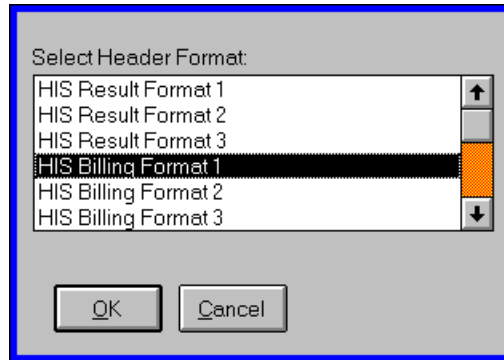 Select Header Format:
HIS Result Format 1
HIS Result Format 2
HIS Result Format 3
HIS Billing Format 1
HIS Billing Format 2
HIS Billing Format 3
OK
Cancel